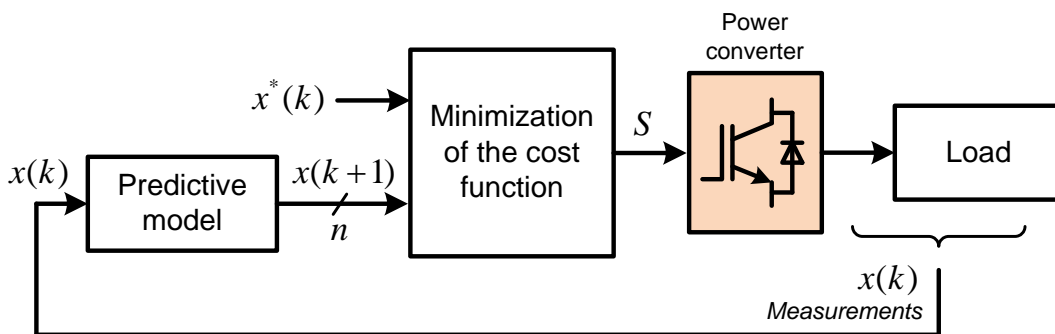 Power
converter
x*(k)
Minimization
of the cost
function
S
Load
x(k)
Predictive
model
x(k+1)
n
x(k)
Measurements